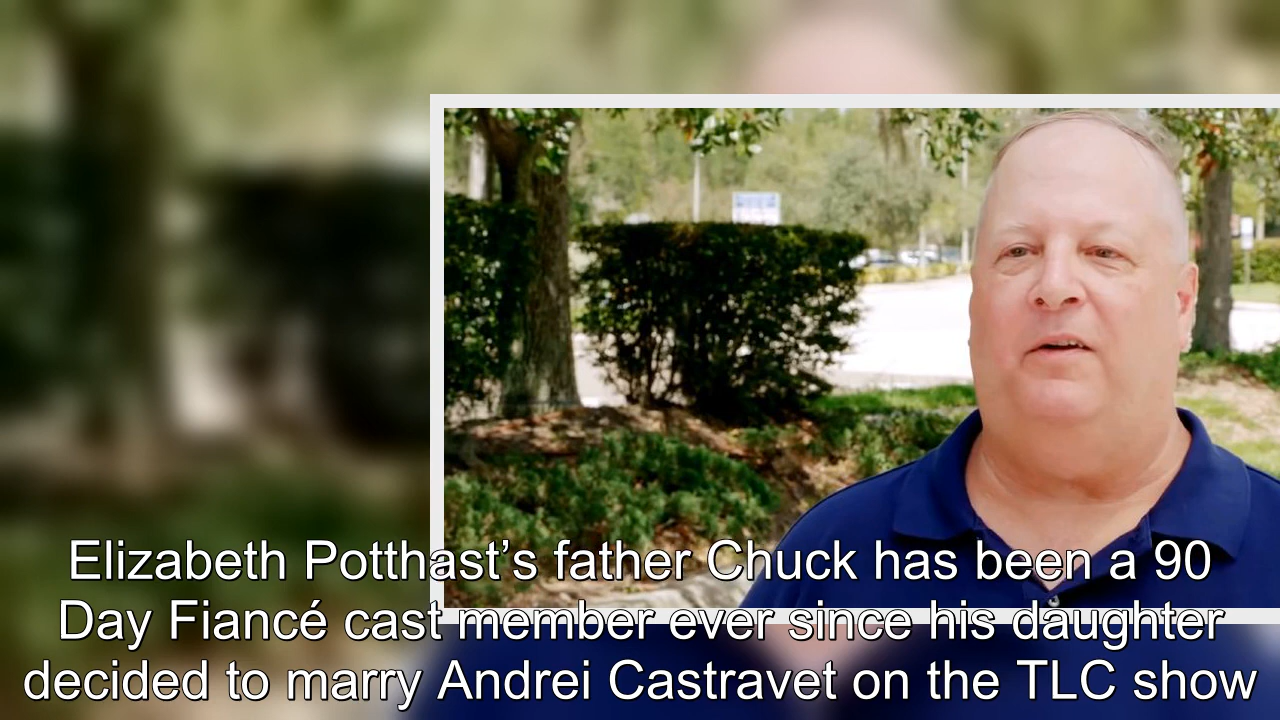 Elizabeth Potthast’s father Chuck has been a 90
Day Fiancé cast member ever since his daughter
decided to marry Andrei Castravet on the TLC show